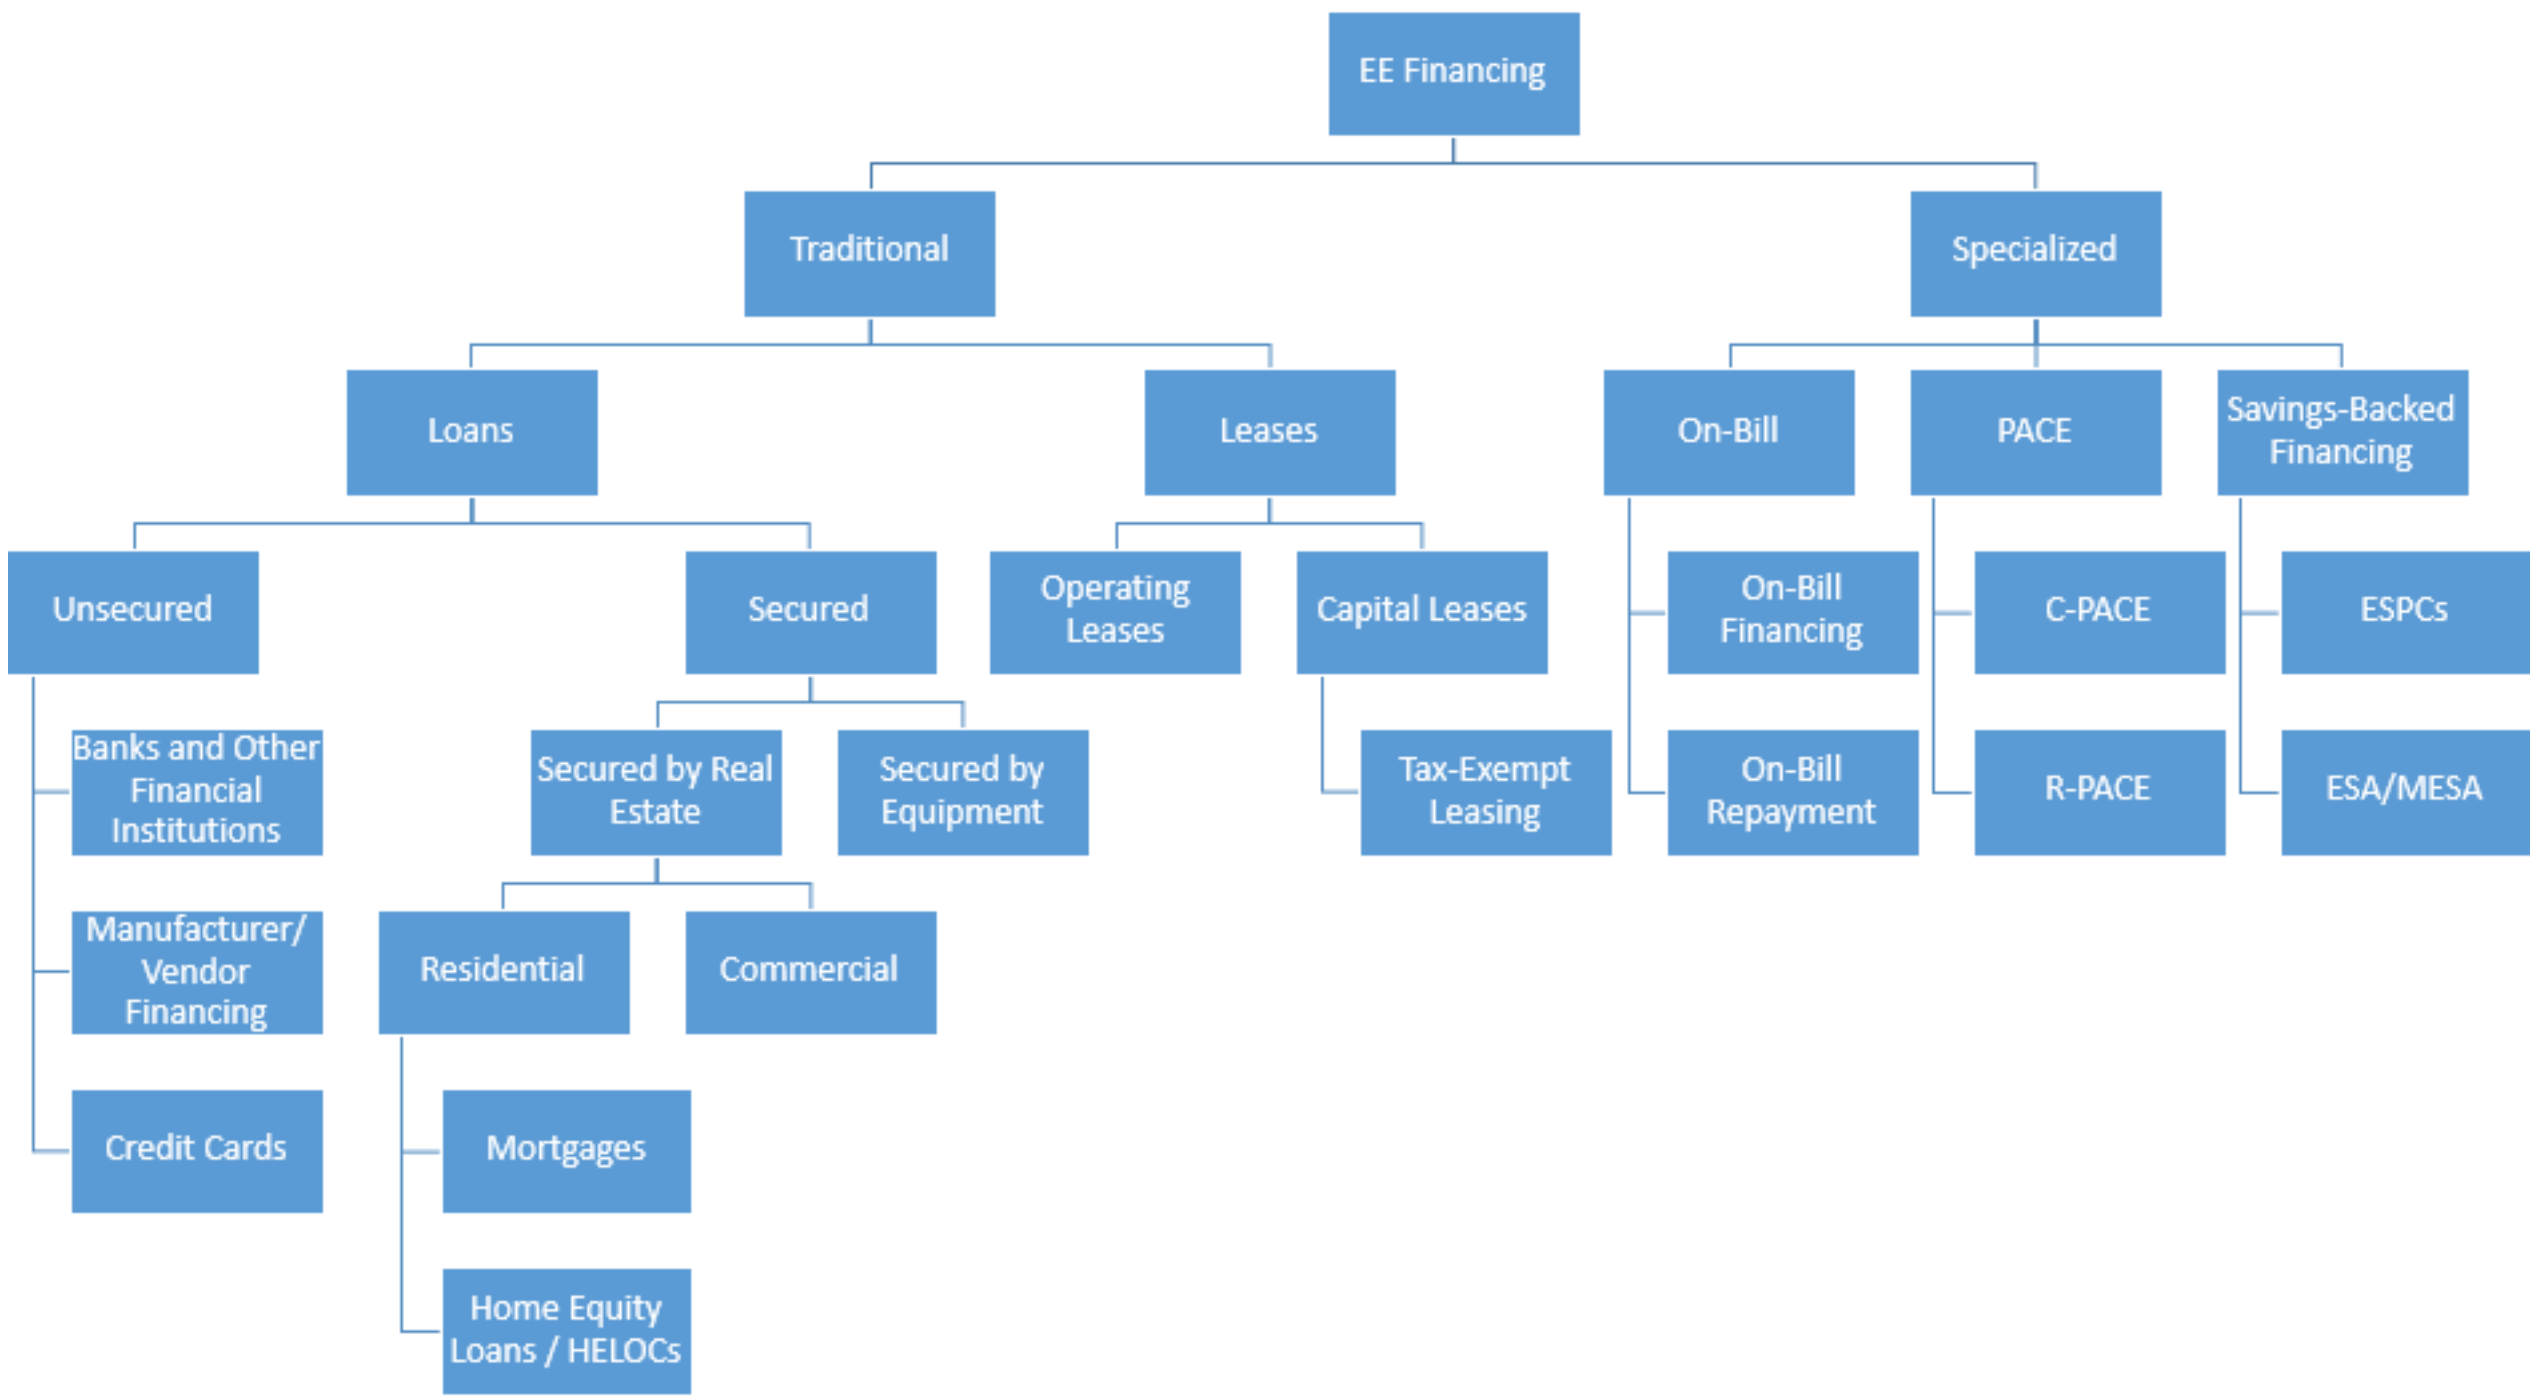 EE Financing
Traditional
Specialized
Loans
Leases
On-Bill
PACE
Savings-Backed
Financing
Unsecured
Secured
Operating
Leases
Capital Leases
On-Bill
Financing
C-PACE
ESPCs
Banks and Other
Financial
Institutions
Secured by Real
Estate
Secured by
Equipment
Tax-Exempt
Leasing
On-Bill
Repayment
R-PACE
ESA/MESA
Manufacturer/
Vendor
Financing
Residential
Commercial
Credit Cards
Mortgages
Home Equity
Loans / HELOCs